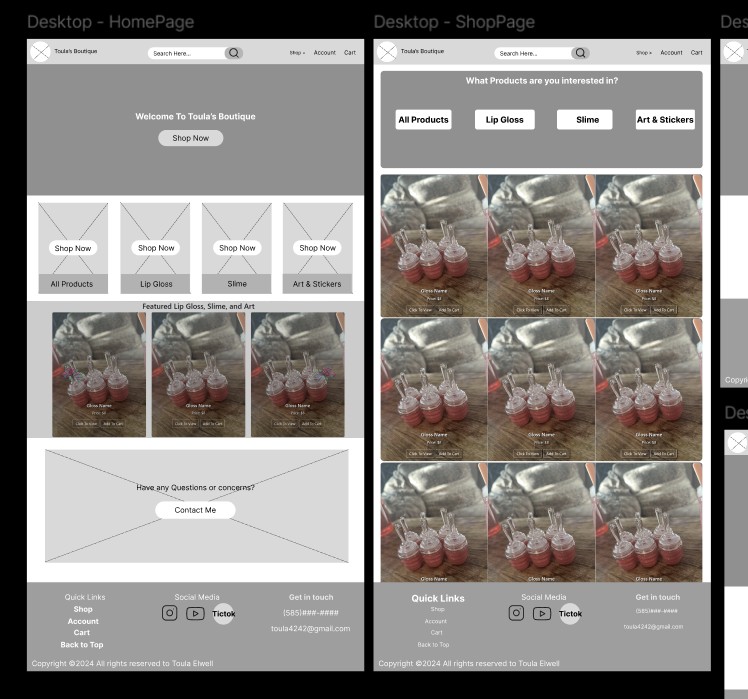 Desktop - HomePage
Toula's Boutique
Search Here...
Shop
Account
Cart
Welcome To Toula's Boutique
Shop Now
Shop Now
Shop Now
Shop Now
Shop Now
All Products
Lip Gloss
Slime
Art & Stickers
Featured Lip Gloss, Slime, and Art
Gloss Name
Gloss Name
Gloss Name
Price: $8
Price: $8
Price: $8
Click To View
Add To Cart
Click To View
Add To Cart
Click To View
Add To Cart
Have any Questions or concerns?
Contact Me
Quick Links
Shop
Account
Cart
Back to Top
Social Media
Tictok
Get in touch
(585)###-####
toula4242@gmail.com
Copyright ©2024 All rights reserved to Toula Elwell
Desktop - ShopPage
Toula's Boutique
Search Here...
Shop
Account
Cart
What Products are you interested in?
All Products
Lip Gloss
Slime
Art & Stickers
Gloss Name
Gloss Name
Gloss Name
Price: $8
Price: $8
Price: $8
Click To View
Add To Cart
Click To View
Add To Cart
Click To View
Add To Cart
Gloss Name
Gloss Name
Gloss Name
Price: $8
Price: $8
Price: $8
Click To View
Add To Cart
Click To View
Add To Cart
Click To View
Add To Cart
Gloss Name
Gloss Name
Gloss Name
Quick Links
Shop
Account
Cart
Back to Top
Social Media
Tictok
Get in touch
(585)###-####
toula4242@gmail.com
Copyright ©2024 All rights reserved to Toula Elwell